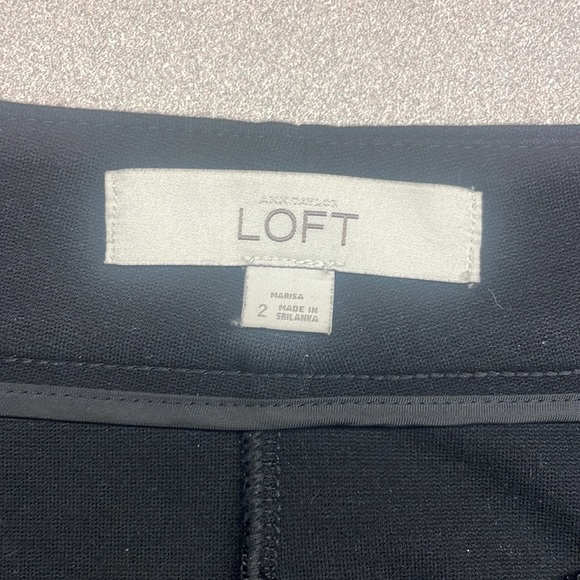 ANN TAYLOR
LOFT
MARISA
2 MADE IN
SRI LANKA